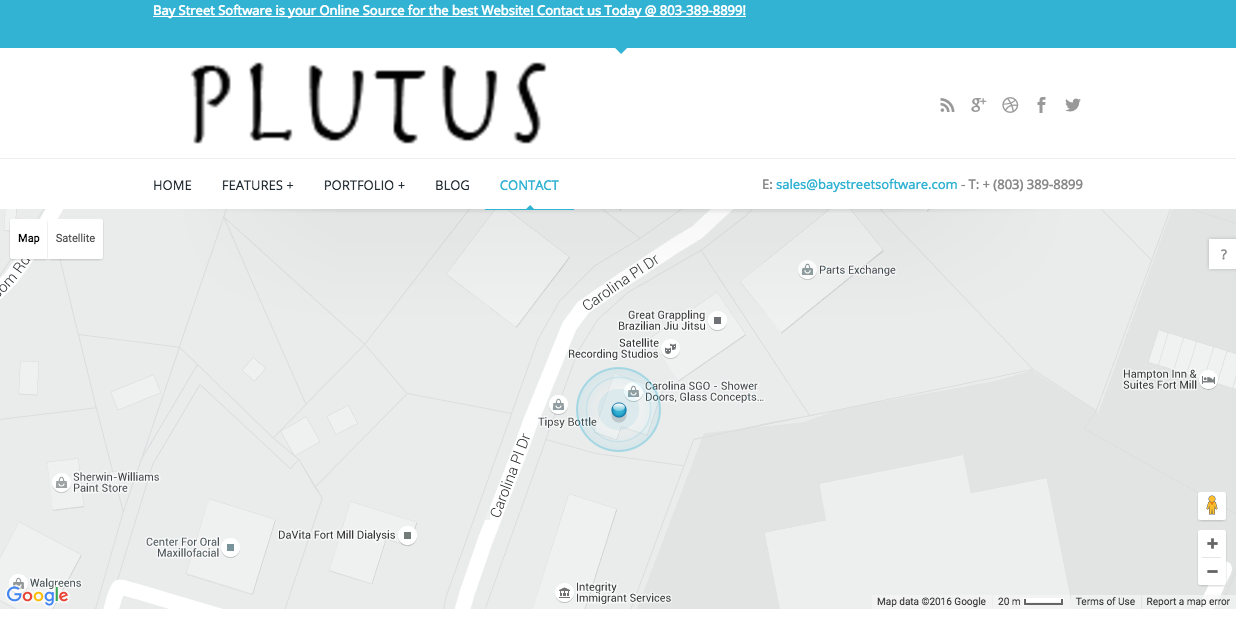 Bay Street Software is your Online Source for the best Website! Contact us Today @ 803-389-8899!
PLUTUS
HOME FEATURES + PORTFOLIO + BLOG CONTACT E: sales@baystreetsoftware.com - T: + (803) 389-8899
Map Satellite
?
om Rd
Carolina Pl Dr
Parts Exchange
Great Grappling
Brazilian Jiu Jitsu
Satellite
Recording Studios
Hampton Inn &
Suites Fort Mill
Carolina SGO - Shower
Doors, Glass Concepts...
Tipsy Bottle
Carolina Pl Dr
Sherwin-Williams
Paint Store
DaVita Fort Mill Dialysis
Center For Oral
Maxillofacial
Walgreens
Integrity
Immigrant Services
+
−
Google
Map data ©2016 Google 20 m Terms of Use Report a map error